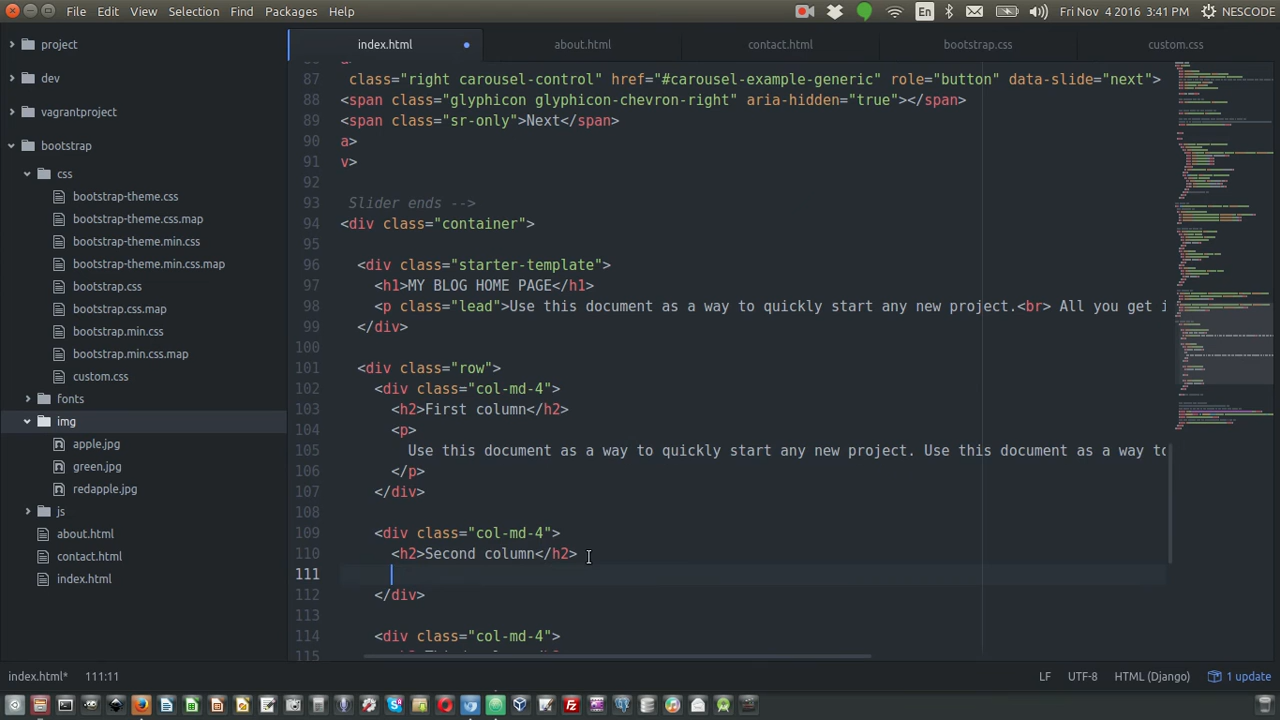 File Edit View Selection Find Packages Help
En Fri Nov 4 2016 3:41 PM NESCODE
project
dev
vagrantproject
bootstrap
css
bootstrap-theme.css
bootstrap-theme.css.map
bootstrap-theme.min.css
bootstrap-theme.min.css.map
bootstrap.css
bootstrap.css.map
bootstrap.min.css
bootstrap.min.css.map
custom.css
fonts
img
apple.jpg
green.jpg
redapple.jpg
js
about.html
contact.html
index.html
index.html about.html contact.html bootstrap.css custom.css
87 class="right carousel-control" href="#carousel-example-generic" role="button" data-slide="next">
88 <span class="glyphicon glyphicon-chevron-right" aria-hidden="true"></span>
89 <span class="sr-only">Next</span>
90 a>
91 v>
92
93 Slider ends -->
94 <div class="container">
95
96 <div class="starter-template">
97 <h1>MY BLOG HOME PAGE</h1>
98 <p class="lead">Use this document as a way to quickly start any new project.<br> All you get i
99 </div>
100
101 <div class="row">
102 <div class="col-md-4">
103 <h2>First column</h2>
104 <p>
105 Use this document as a way to quickly start any new project. Use this document as a way to
106 </p>
107 </div>
108
109 <div class="col-md-4">
110 <h2>Second column</h2>
111
112 </div>
113
114 <div class="col-md-4">
115
index.html* 111:11 LF UTF-8 HTML (Django) 1 update